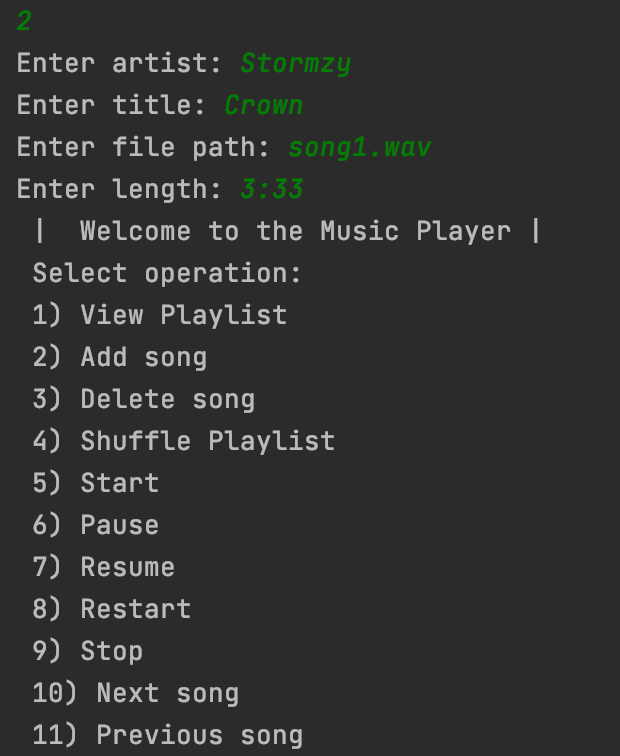 2
Enter artist: Stormzy
Enter title: Crown
Enter file path: song1.wav
Enter length: 3:33
|  Welcome to the Music Player |
Select operation:
1) View Playlist
2) Add song
3) Delete song
4) Shuffle Playlist
5) Start
6) Pause
7) Resume
8) Restart
9) Stop
10) Next song
11) Previous song